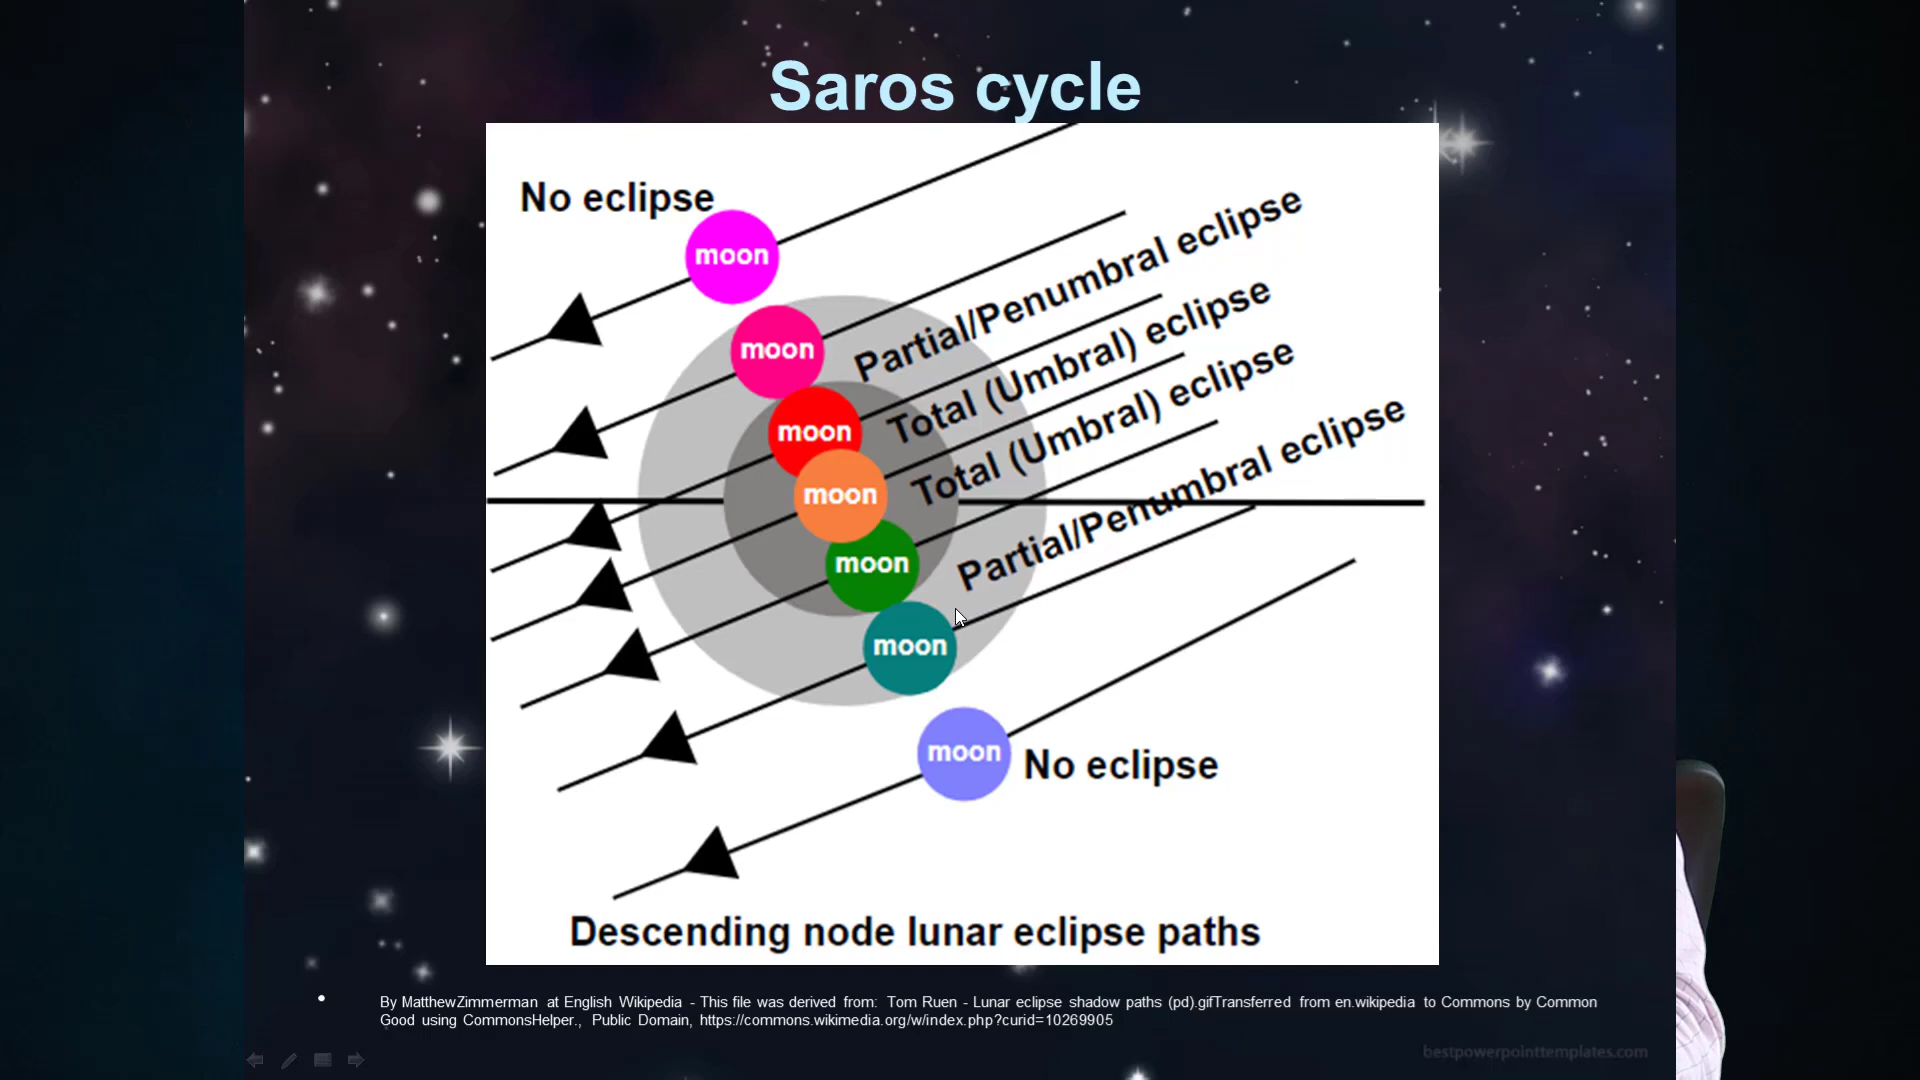 Saros cycle
No eclipse
moon
moon
Partial/Penumbral eclipse
moon
Total (Umbral) eclipse
moon
Total (Umbral) eclipse
moon
Partial/Penumbral eclipse
moon
moon
No eclipse
Descending node lunar eclipse paths
• By MatthewZimmerman at English Wikipedia - This file was derived from: Tom Ruen - Lunar eclipse shadow paths (pd).gifTransferred from en.wikipedia to Commons by Common
Good using CommonsHelper., Public Domain, https://commons.wikimedia.org/w/index.php?curid=10269905
bestpowerpointtemplates.com